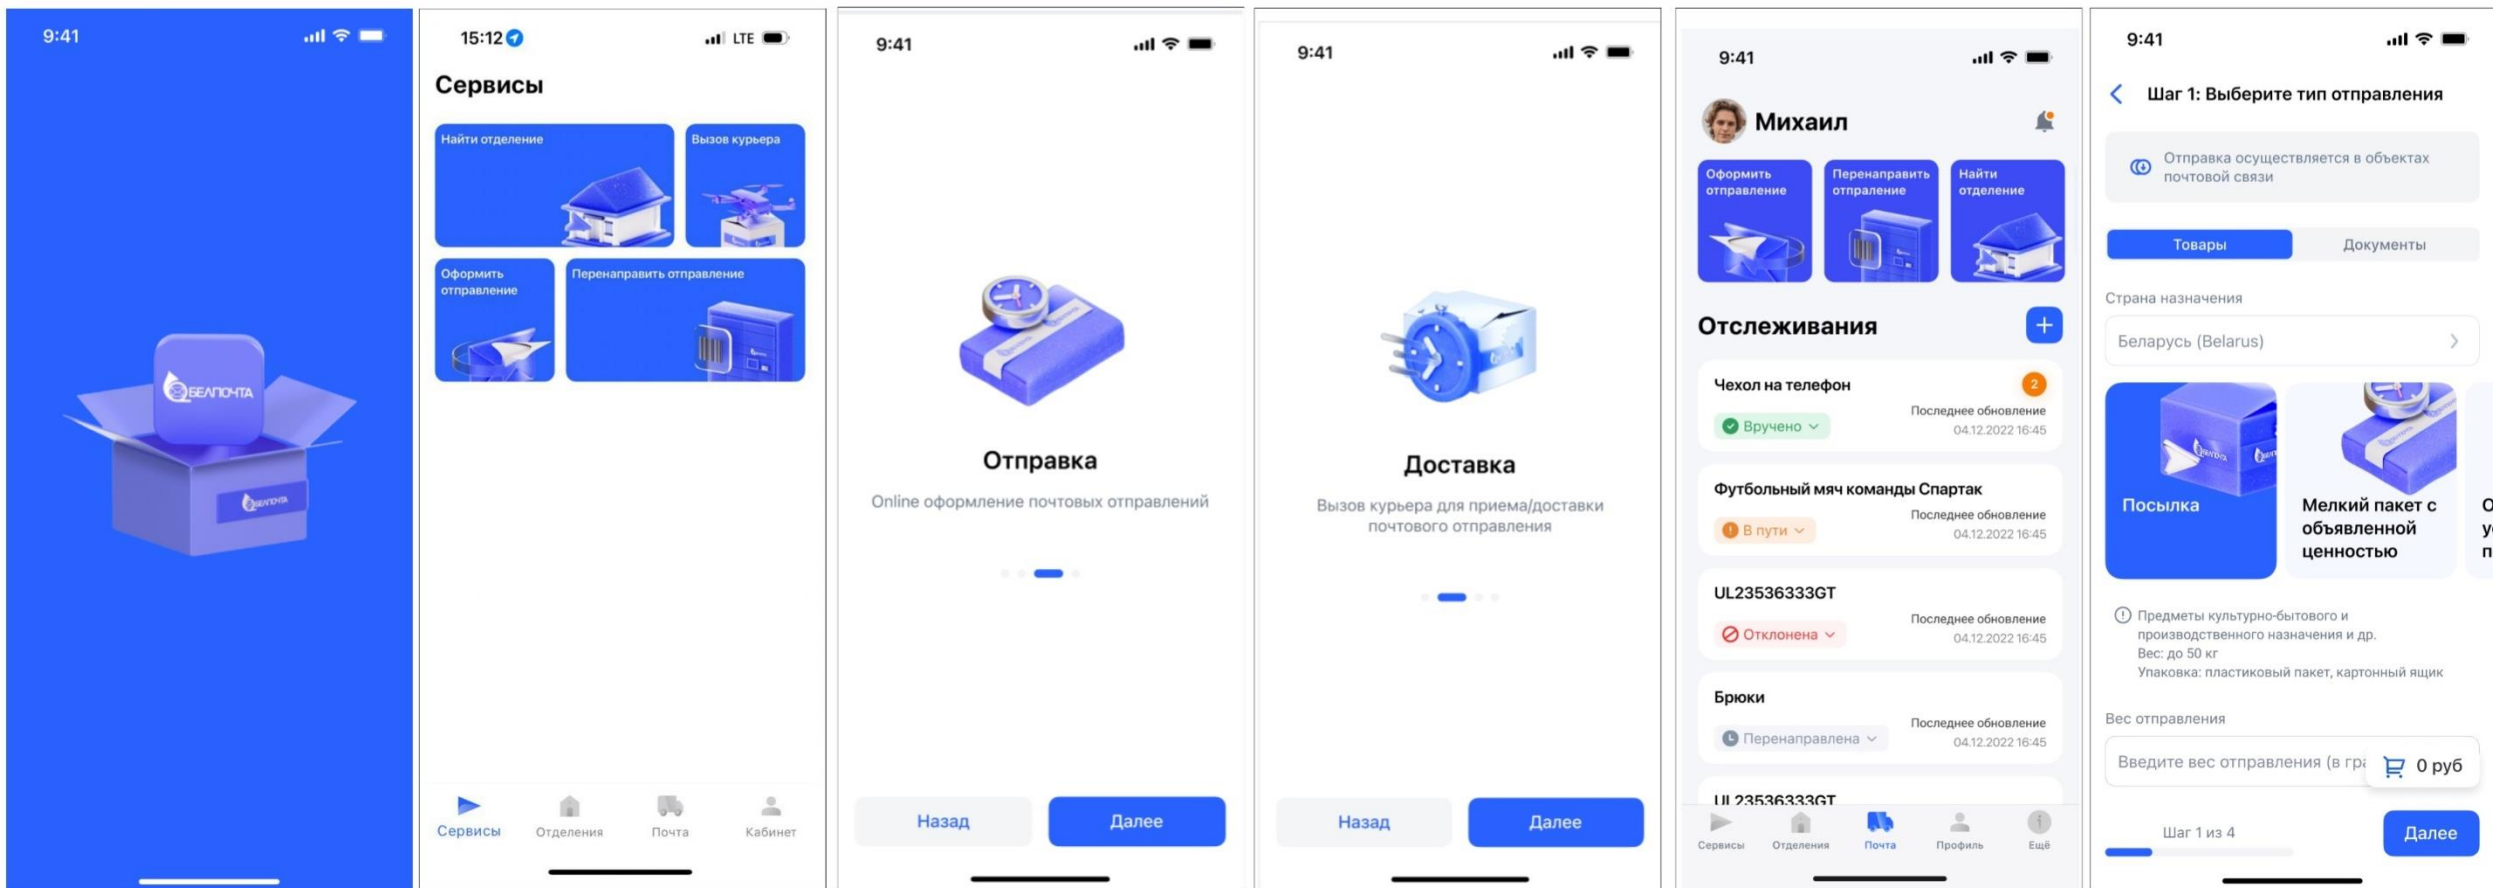 9:41
БЕЛПОЧТА
БЕЛПОЧТА
15:12
LTE
Сервисы
Найти отделение
Вызов курьера
Оформить
отправление
Перенаправить отправление
Сервисы
Отделения
Почта
Кабинет
9:41
Отправка
Online оформление почтовых отправлений
Назад
Далее
9:41
Доставка
Вызов курьера для приема/доставки
почтового отправления
Назад
Далее
9:41
Михаил
Оформить
отправление
Перенаправить
отпраление
Найти
отделение
Отслеживания
Чехол на телефон
2
Последнее обновление
Вручено
04.12.2022 16:45
Футбольный мяч команды Спартак
Последнее обновление
В пути
04.12.2022 16:45
UL23536333GT
Последнее обновление
Отклонена
04.12.2022 16:45
Брюки
Последнее обновление
Перенаправлена
04.12.2022 16:45
UL23536333GT
Сервисы
Отделения
Почта
Профиль
Ещё
9:41
Шаг 1: Выберите тип отправления
Отправка осуществляется в объектах
почтовой связи
Товары
Документы
Страна назначения
Беларусь (Belarus)
Посылка
Мелкий пакет с
объявленной
ценностью
Предметы культурно-бытового и
производственного назначения и др.
Вес: до 50 кг
Упаковка: пластиковый пакет, картонный ящик
Вес отправления
Введите вес отправления (в гра
0 руб
Шаг 1 из 4
Далее